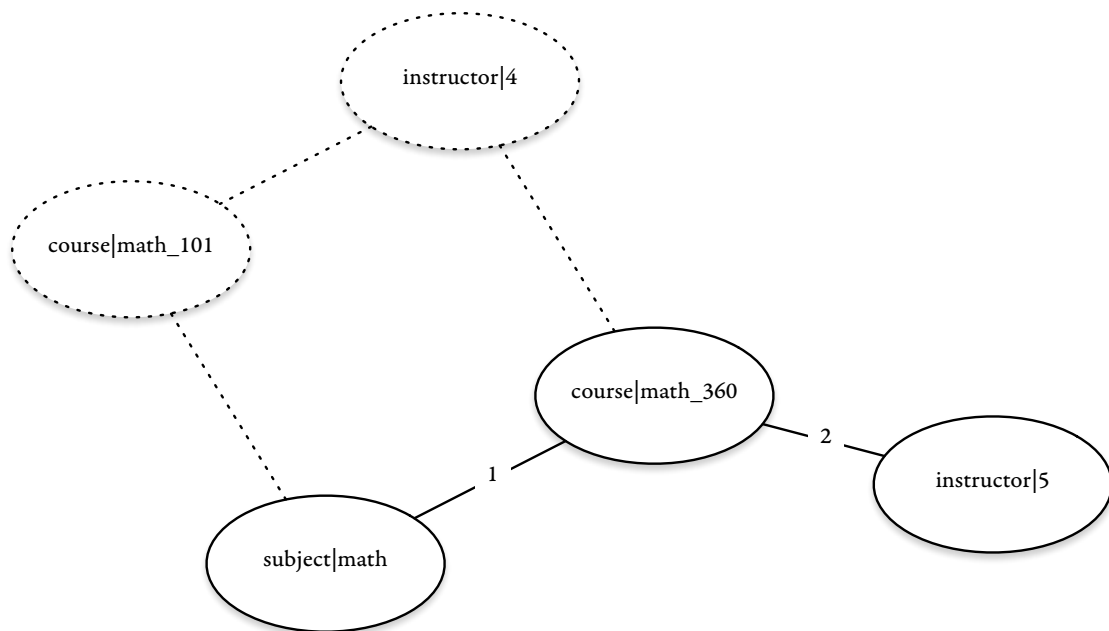 instructor|4
course|math_101
course|math_360
2
instructor|5
1
subject|math